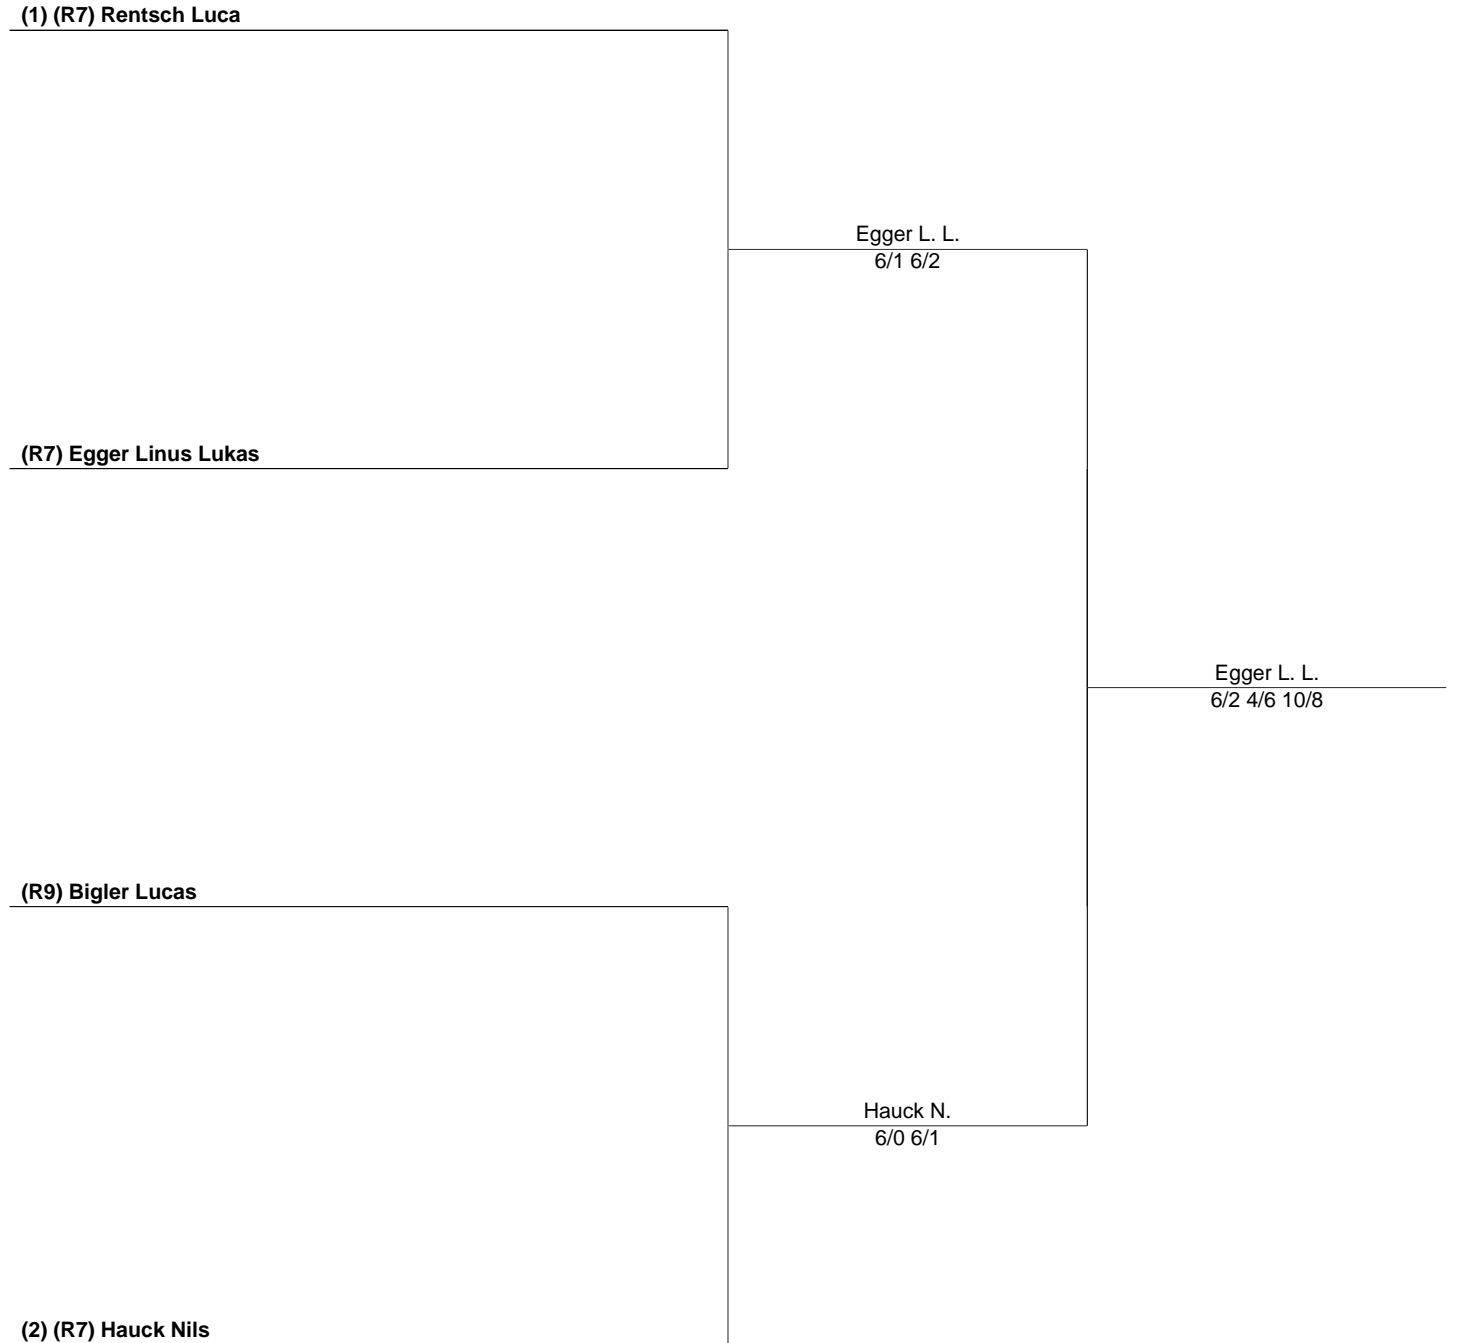 (1) (R7) Rentsch Luca
Egger L. L.
6/1 6/2
(R7) Egger Linus Lukas
Egger L. L.
6/2 4/6 10/8
(R9) Bigler Lucas
Hauck N.
6/0 6/1
(2) (R7) Hauck Nils